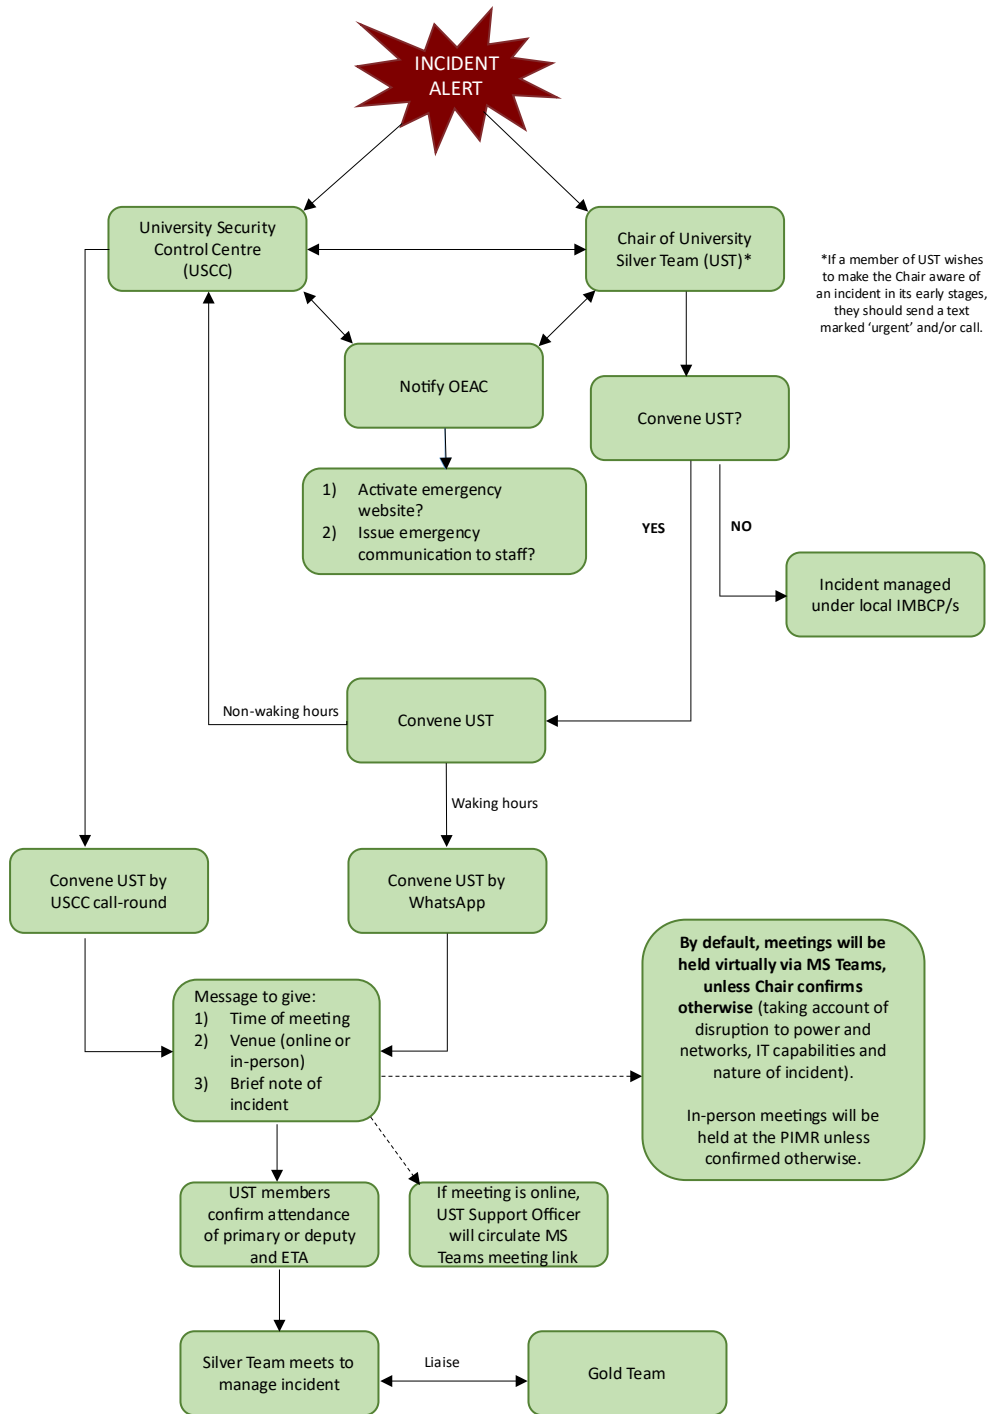 INCIDENT
ALERT
University Security
Control Centre
(USCC)
Chair of University
Silver Team (UST)*
*If a member of UST wishes
to make the Chair aware of
an incident in its early stages,
they should send a text
marked ‘urgent’ and/or call.
Notify OEAC
Convene UST?
1) Activate emergency
website?
2) Issue emergency
communication to staff?
YES
NO
Incident managed
under local IMBCP/s
Non-waking hours
Convene UST
Waking hours
Convene UST by
USCC call-round
Convene UST by
WhatsApp
By default, meetings will be
held virtually via MS Teams,
unless Chair confirms
otherwise (taking account of
disruption to power and
networks, IT capabilities and
nature of incident).
In-person meetings will be
held at the PIMR unless
confirmed otherwise.
Message to give:
1) Time of meeting
2) Venue (online or
in-person)
3) Brief note of
incident
UST members
confirm attendance
of primary or deputy
and ETA
If meeting is online,
UST Support Officer
will circulate MS
Teams meeting link
Silver Team meets to
manage incident
Liaise
Gold Team